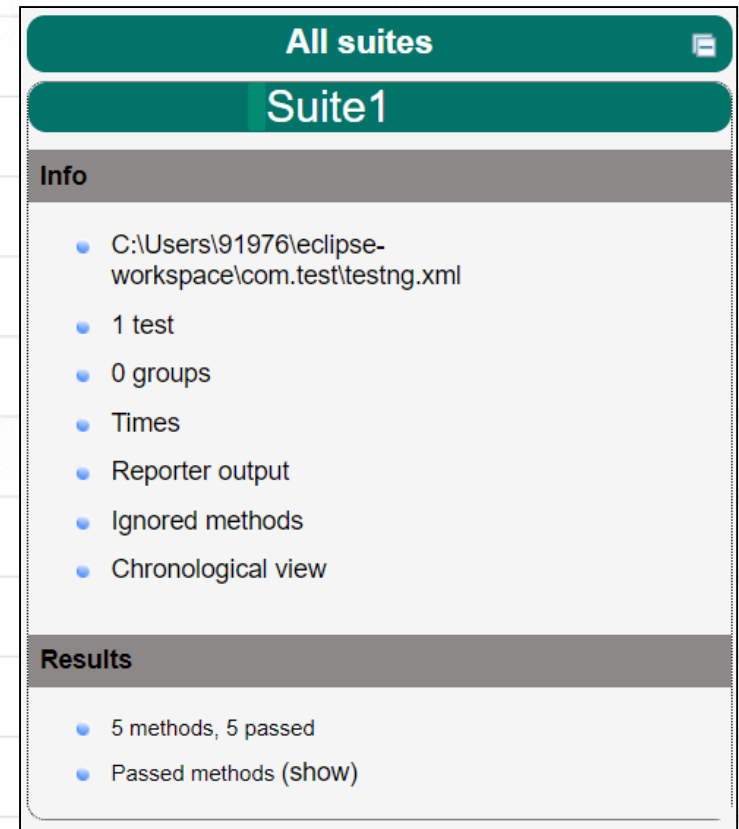 All suites
Suite1
Info
C:\Users\91976\eclipse-
workspace\com.test\testng.xml
1 test
0 groups
Times
Reporter output
Ignored methods
Chronological view
Results
5 methods, 5 passed
Passed methods (show)